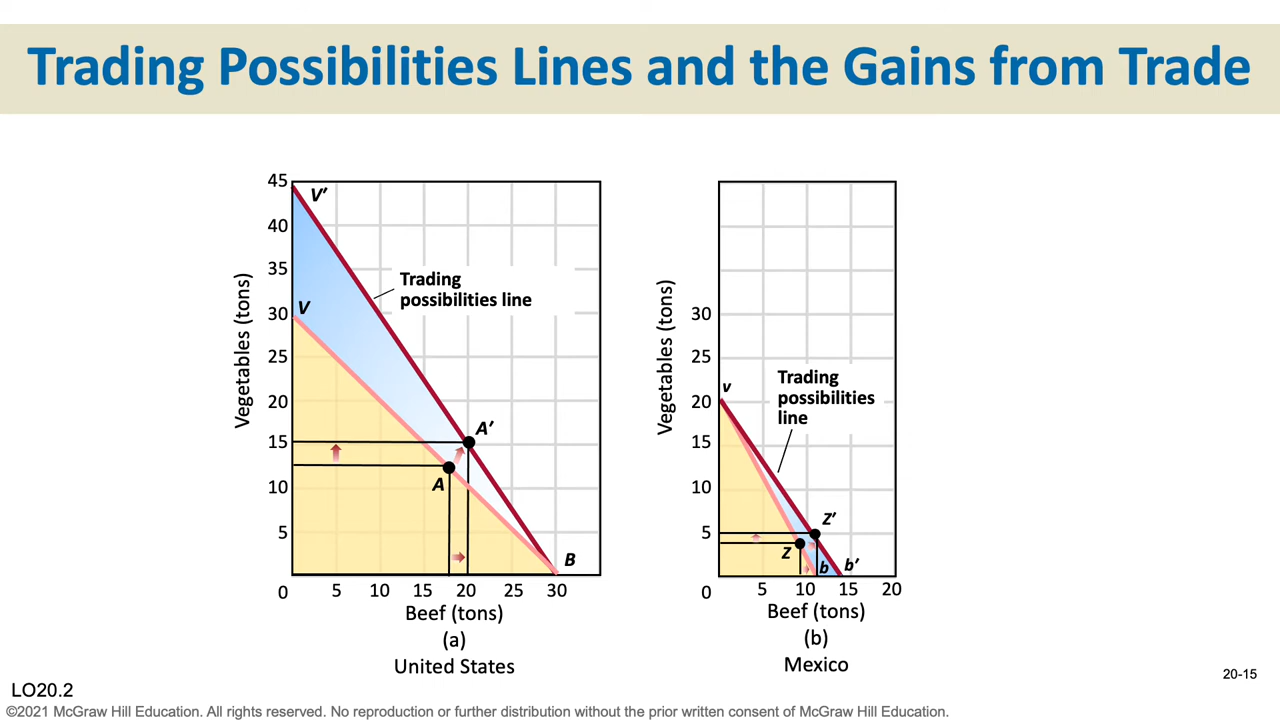 Trading Possibilities Lines and the Gains from Trade
Vegetables (tons)
45
40
35
30
25
20
15
10
5
0
5
10
15
20
25
30
V′
V
Trading
possibilities line
A′
A
B
Beef (tons)
(a)
United States
Vegetables (tons)
30
25
20
15
10
5
0
5
10
15
20
v
Trading
possibilities
line
Z′
Z
b
b′
Beef (tons)
(b)
Mexico
20-15
LO20.2
©2021 McGraw Hill Education. All rights reserved. No reproduction or further distribution without the prior written consent of McGraw Hill Education.